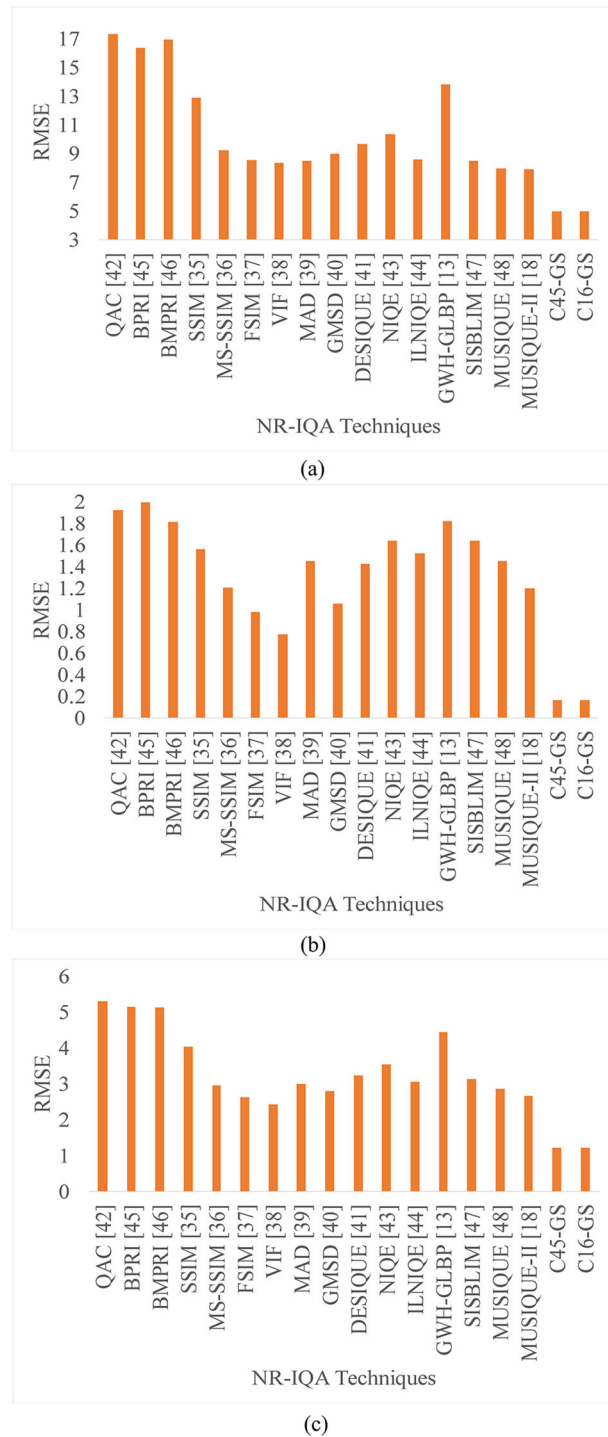 17
15
13
11
9
7
5
3
RMSE
QAC [42]
BPRI [45]
BMPRI [46]
SSIM [35]
MS-SSIM [36]
FSIM [37]
VIF [38]
MAD [39]
GMSD [40]
DESIQUE [41]
NIQE [43]
ILNIQE [44]
GWH-GLBP [13]
SISBLIM [47]
MUSIQUE [48]
MUSIQUE-II [18]
C45-GS
C16-GS
NR-IQA Techniques
(a)
2
1.8
1.6
1.4
1.2
1
0.8
0.6
0.4
0.2
0
RMSE
QAC [42]
BPRI [45]
BMPRI [46]
SSIM [35]
MS-SSIM [36]
FSIM [37]
VIF [38]
MAD [39]
GMSD [40]
DESIQUE [41]
NIQE [43]
ILNIQE [44]
GWH-GLBP [13]
SISBLIM [47]
MUSIQUE [48]
MUSIQUE-II [18]
C45-GS
C16-GS
NR-IQA Techniques
(b)
6
5
4
3
2
1
0
RMSE
QAC [42]
BPRI [45]
BMPRI [46]
SSIM [35]
MS-SSIM [36]
FSIM [37]
VIF [38]
MAD [39]
GMSD [40]
DESIQUE [41]
NIQE [43]
ILNIQE [44]
GWH-GLBP [13]
SISBLIM [47]
MUSIQUE [48]
MUSIQUE-II [18]
C45-GS
C16-GS
NR-IQA Techniques
(c)